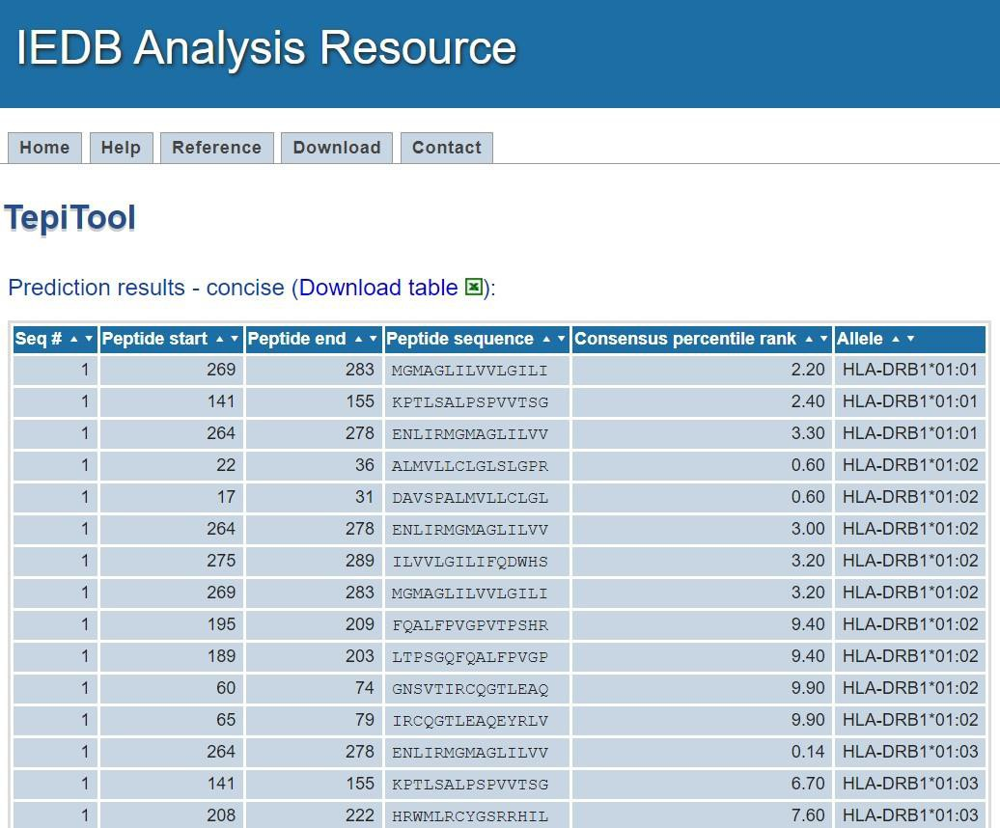 IEDB Analysis Resource
Home Help Reference Download Contact
TepiTool
Prediction results - concise (Download table ):
Seq # Peptide start Peptide end Peptide sequence Consensus percentile rank Allele
1 269 283 MGMAGLILVVLGILI 2.20 HLA-DRB1*01:01
1 141 155 KPTLSALPSPVVTSG 2.40 HLA-DRB1*01:01
1 264 278 ENLIRMGMAGLILVV 3.30 HLA-DRB1*01:01
1 22 36 ALMVLLCLGLSLGPR 0.60 HLA-DRB1*01:02
1 17 31 DAVSPALMVLLCLGL 0.60 HLA-DRB1*01:02
1 264 278 ENLIRMGMAGLILVV 3.00 HLA-DRB1*01:02
1 275 289 ILVVLGILIFQDWHS 3.20 HLA-DRB1*01:02
1 269 283 MGMAGLILVVLGILI 3.20 HLA-DRB1*01:02
1 195 209 FQALFPVGPVTPSHR 9.40 HLA-DRB1*01:02
1 189 203 LTPSGQFQALFPVGP 9.40 HLA-DRB1*01:02
1 60 74 GNSVTIRCQGTLEAQ 9.90 HLA-DRB1*01:02
1 65 79 IRCQGTLEAQEYRLV 9.90 HLA-DRB1*01:02
1 264 278 ENLIRMGMAGLILVV 0.14 HLA-DRB1*01:03
1 141 155 KPTLSALPSPVVTSG 6.70 HLA-DRB1*01:03
1 208 222 HRWMLRCYGSRRHIL 7.60 HLA-DRB1*01:03